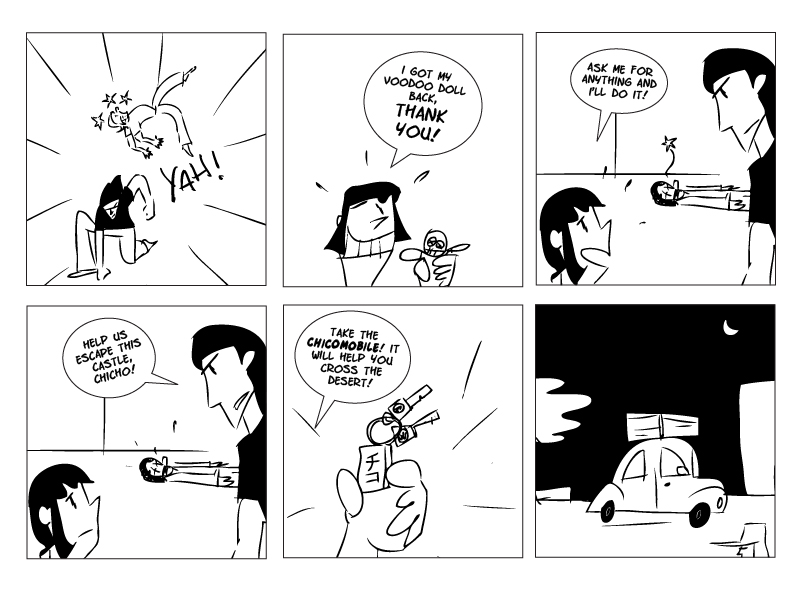 YAH!
I GOT MY
VOODOO DOLL
BACK,
THANK
YOU!
ASK ME FOR
ANYTHING AND
I'LL DO IT!
HELP US
ESCAPE THIS
CASTLE,
CHICHO!
TAKE THE
CHICOMOBILE! IT
WILL HELP YOU
CROSS THE
DESERT!
チ
コ